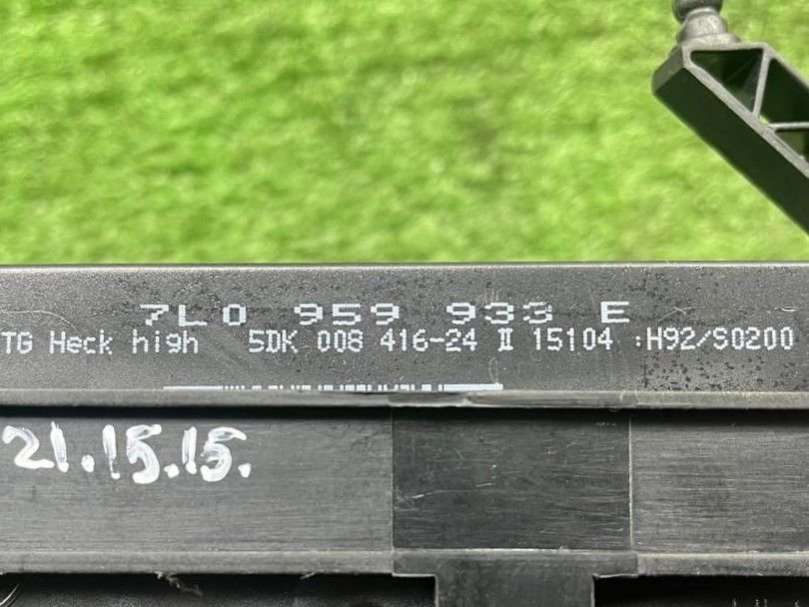 7L0 959 933 E
TG Heck high 5DK 008 416-24 II 15104 :H92/S0200
21.15.15.